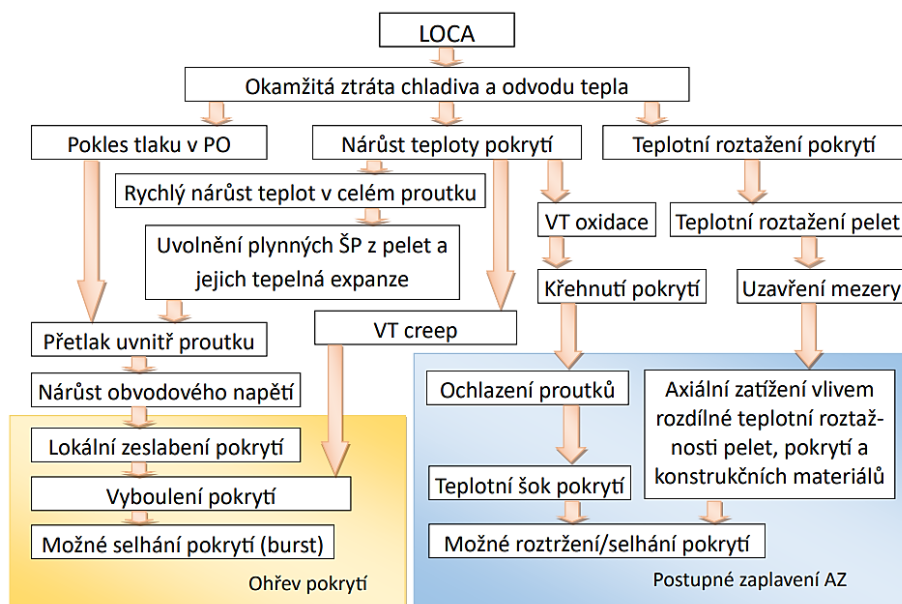 LOCA
Okamžitá ztráta chladiva a odvodu tepla
Pokles tlaku v PO
Nárůst teploty pokrytí
Teplotní roztažení pokrytí
Rychlý nárůst teplot v celém proutku
VT oxidace
Teplotní roztažení pelet
Uvolnění plynných ŠP z pelet a
jejich tepelná expanze
Křehnutí pokrytí
Uzavření mezery
Přetlak uvnitř proutku
VT creep
Nárůst obvodového napětí
Ochlazení proutků
Axiální zatížení vlivem
rozdílné teplotní roztaž-
nosti pelet, pokrytí a
konstrukčních materiálů
Lokální zeslabení pokrytí
Vyboulení pokrytí
Teplotní šok pokrytí
Možné selhání pokrytí (burst)
Možné roztržení/selhání pokrytí
Ohřev pokrytí
Postupné zaplavení AZ